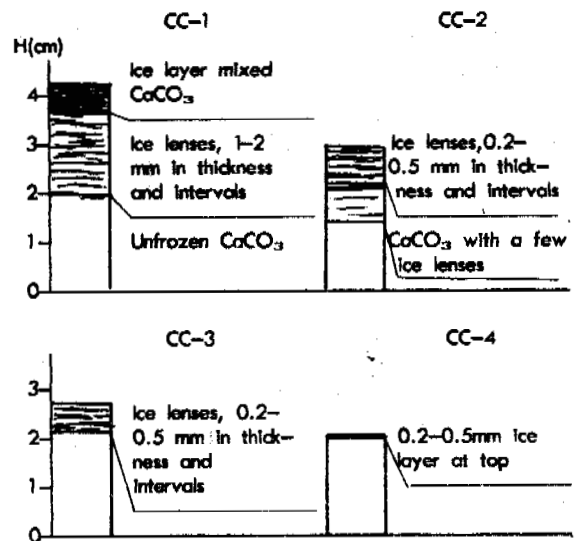 CC-1
CC-2
H(cm)
4
3
2
1
0
Ice layer mixed
CaCO₃
Ice lenses, 1-2
mm in thickness
and intervals
Unfrozen CaCO₃
Ice lenses,0.2-
0.5 mm in thick-
ness and intervals
CaCO₃ with a few
ice lenses
CC-3
CC-4
3
2
1
0
Ice lenses, 0.2-
0.5 mm in thick-
ness and
intervals
0.2-0.5mm ice
layer at top